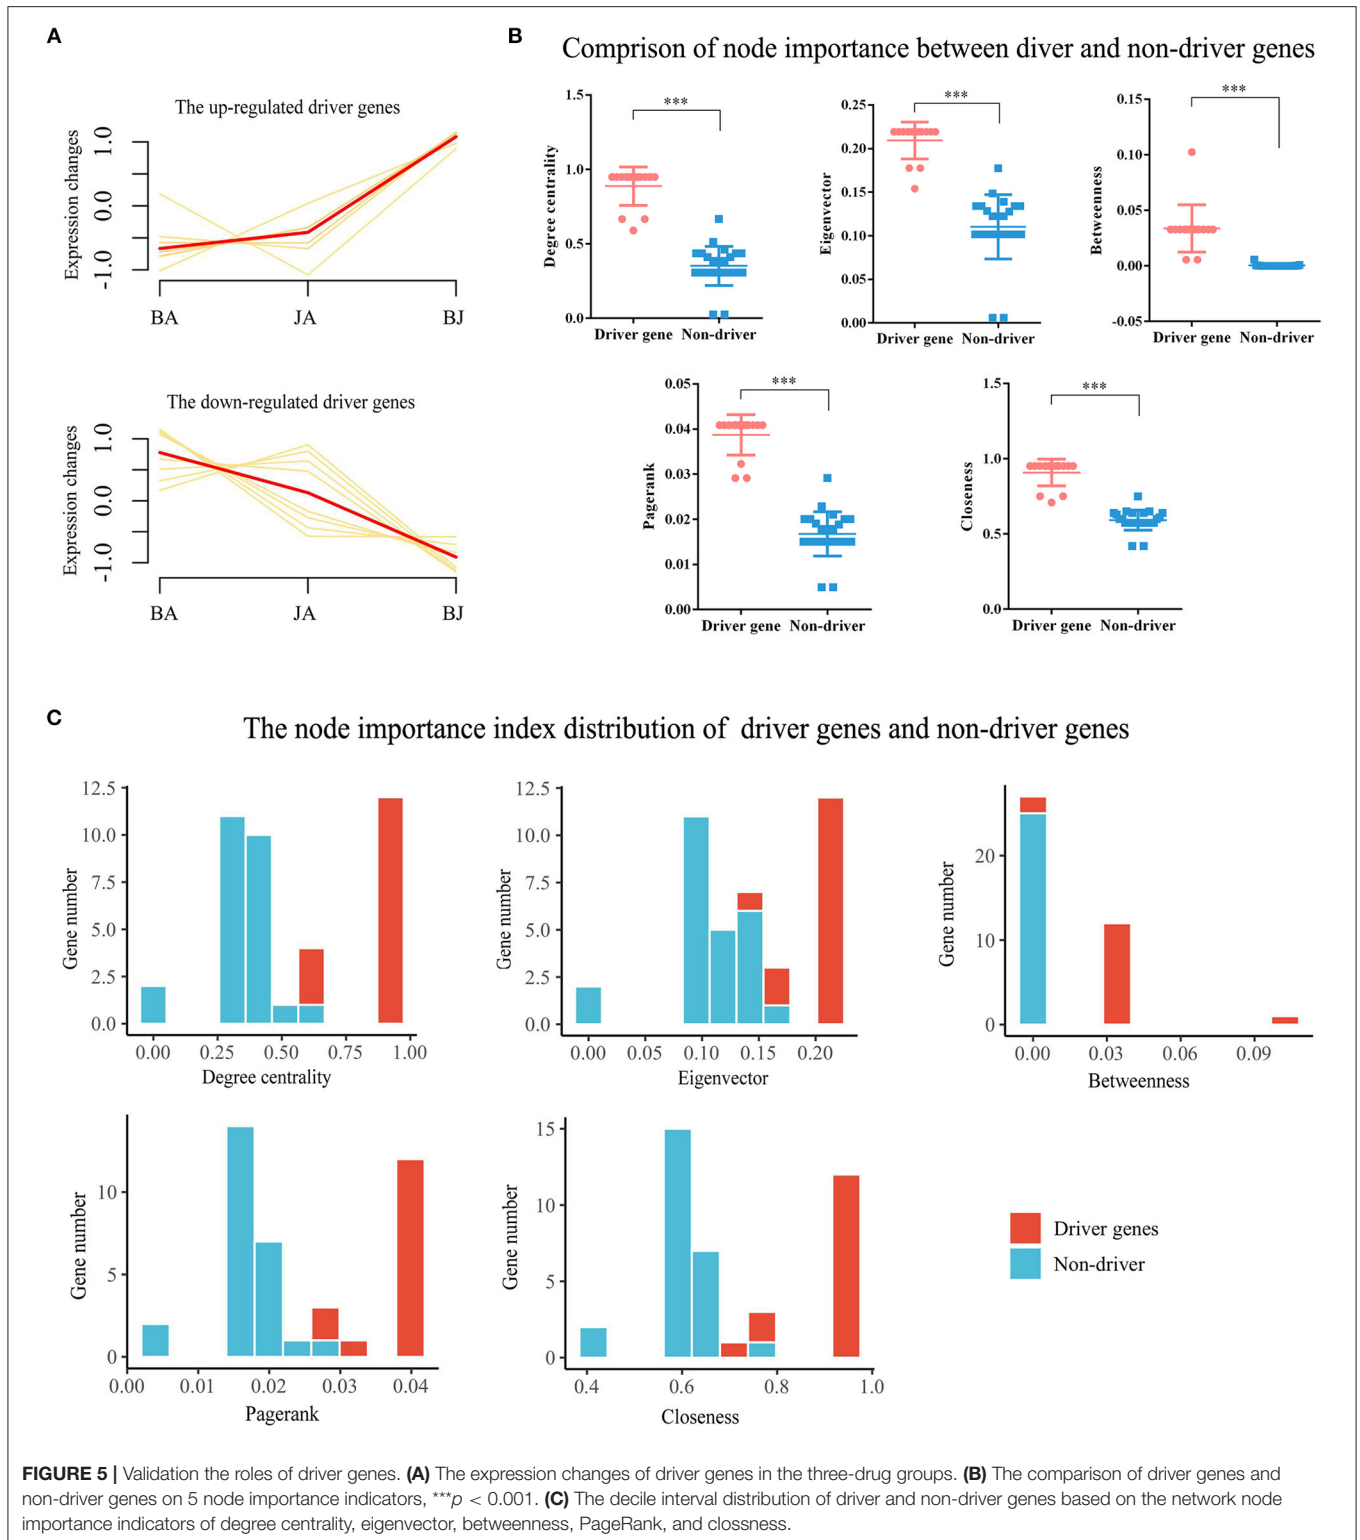 A
The up-regulated driver genes
Expression changes
1.0
0.0
-1.0
BA JA BJ
The down-regulated driver genes
Expression changes
1.0
0.0
-1.0
BA JA BJ
B
Comprison of node importance between diver and non-driver genes
1.5
1.0
0.5
0.0
Degree centrality
***
Driver gene Non-driver
0.25
0.20
0.15
0.10
0.05
0.00
Eigenvector
***
Driver gene Non-driver
0.15
0.10
0.05
0.00
-0.05
Betweenness
***
Driver gene Non-driver
0.05
0.04
0.03
0.02
0.01
0.00
Pagerank
***
Driver gene Non-driver
1.5
1.0
0.5
0.0
Closeness
***
Driver gene Non-driver
C
The node importance index distribution of driver genes and non-driver genes
12.5
10.0
7.5
5.0
2.5
0.0
Gene number
0.00 0.25 0.50 0.75 1.00
Degree centrality
12.5
10.0
7.5
5.0
2.5
0.0
Gene number
0.00 0.05 0.10 0.15 0.20
Eigenvector
20
10
0
Gene number
0.00 0.03 0.06 0.09
Betweenness
10
5
0
Gene number
0.00 0.01 0.02 0.03 0.04
Pagerank
15
10
5
0
Gene number
0.4 0.6 0.8 1.0
Closeness
Driver genes
Non-driver
FIGURE 5 | Validation the roles of driver genes. (A) The expression changes of driver genes in the three-drug groups. (B) The comparison of driver genes and
non-driver genes on 5 node importance indicators, ***p < 0.001. (C) The decile interval distribution of driver and non-driver genes based on the network node
importance indicators of degree centrality, eigenvector, betweenness, PageRank, and clossness.